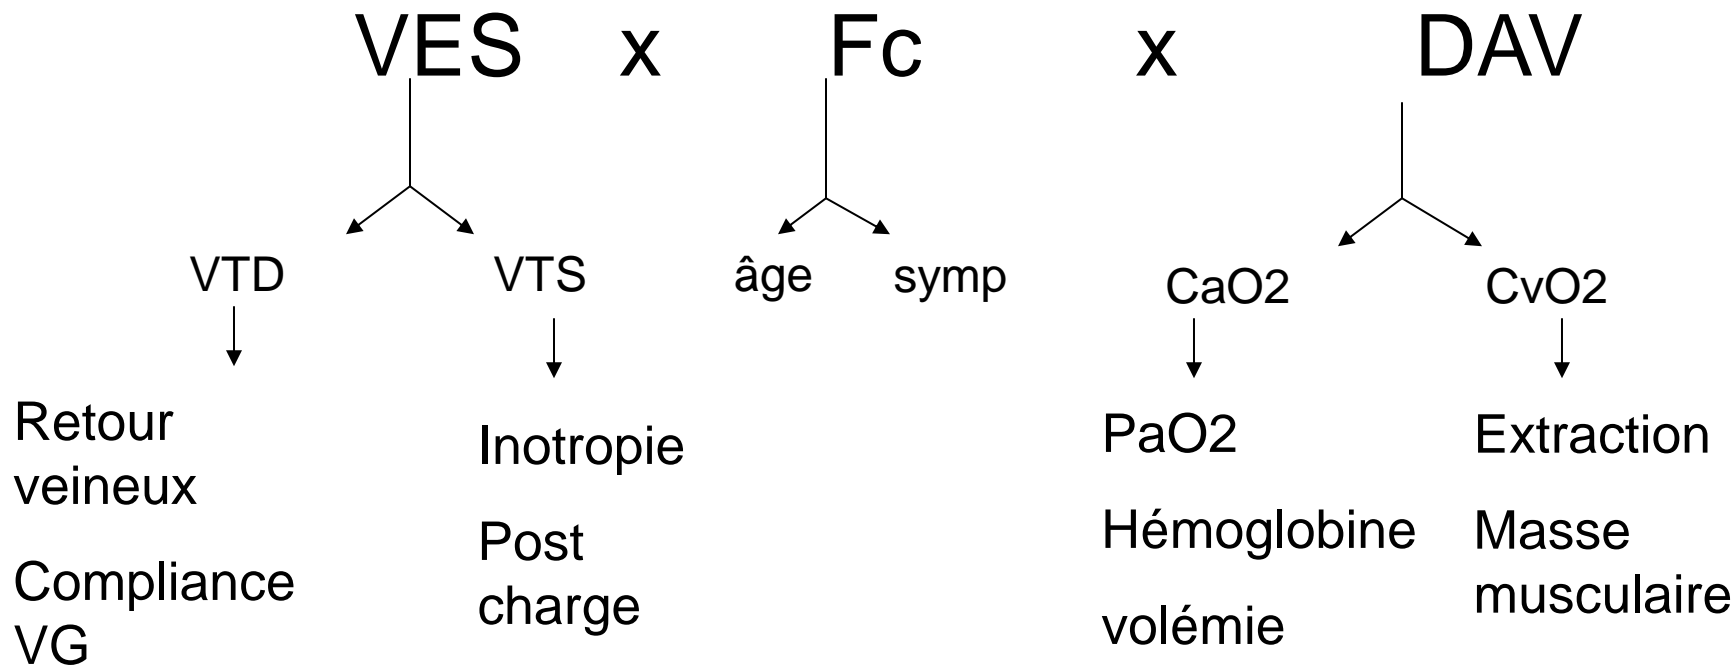 VES x Fc x DAV
VTD VTS âge symp CaO2 CvO2
Retour
veineux
Compliance
VG
Inotropie
Post
charge
PaO2
Hémoglobine
volémie
Extraction
Masse
musculaire